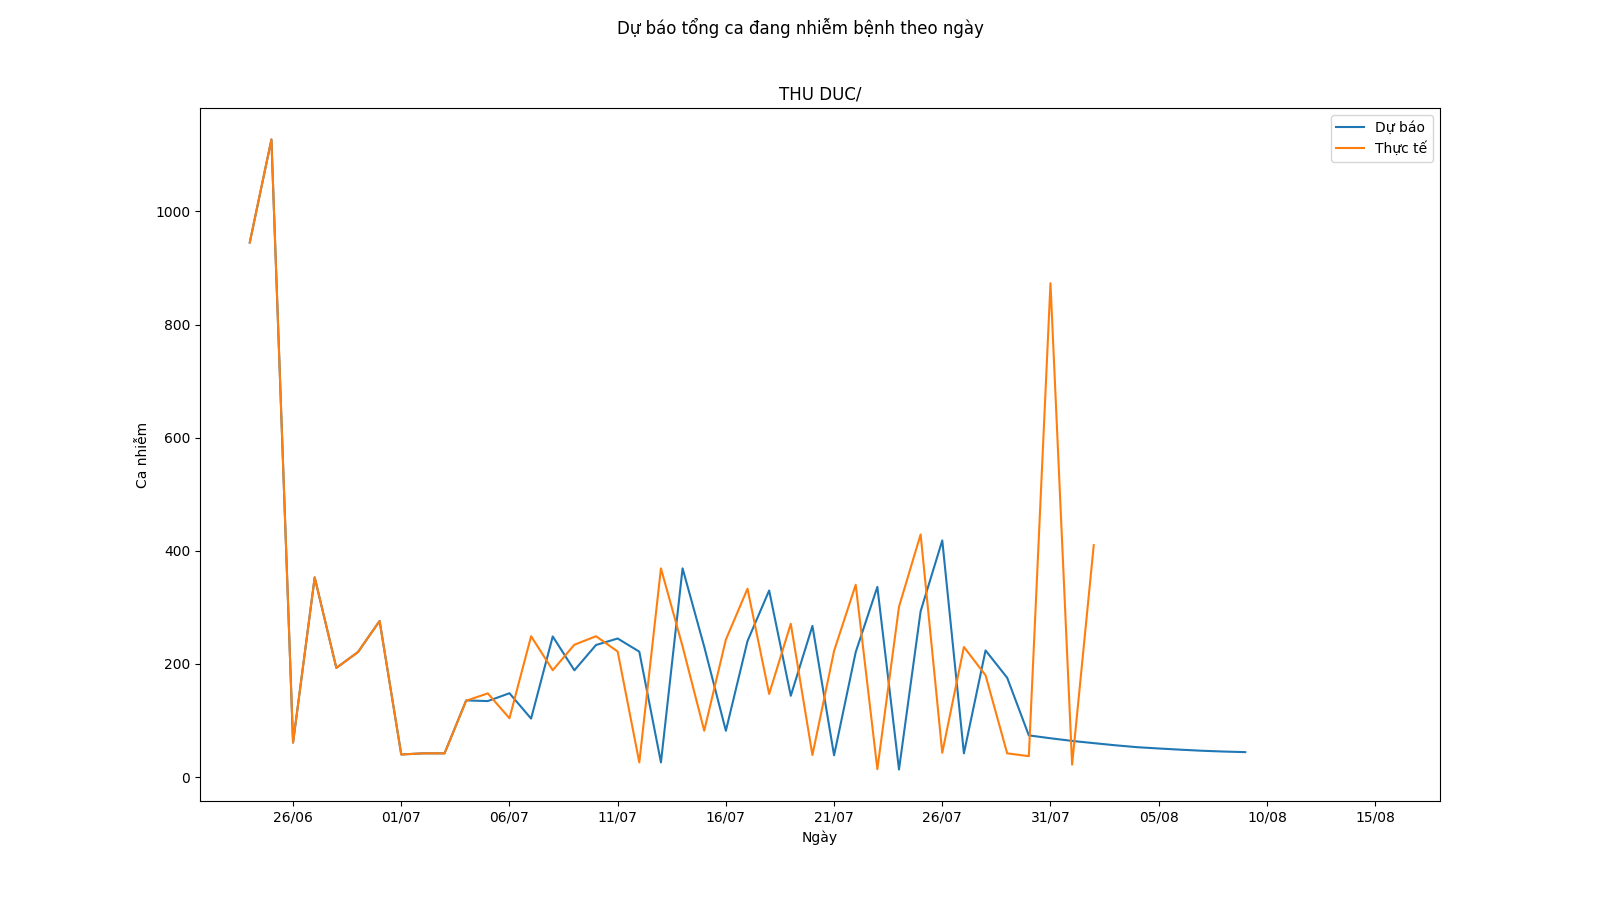 Dự báo tổng ca đang nhiễm bệnh theo ngày
THU DUC/
Dự báo
Thực tế
1000
800
600
400
200
0
Ca nhiễm
26/06 01/07 06/07 11/07 16/07 21/07 26/07 31/07 05/08 10/08 15/08
Ngày